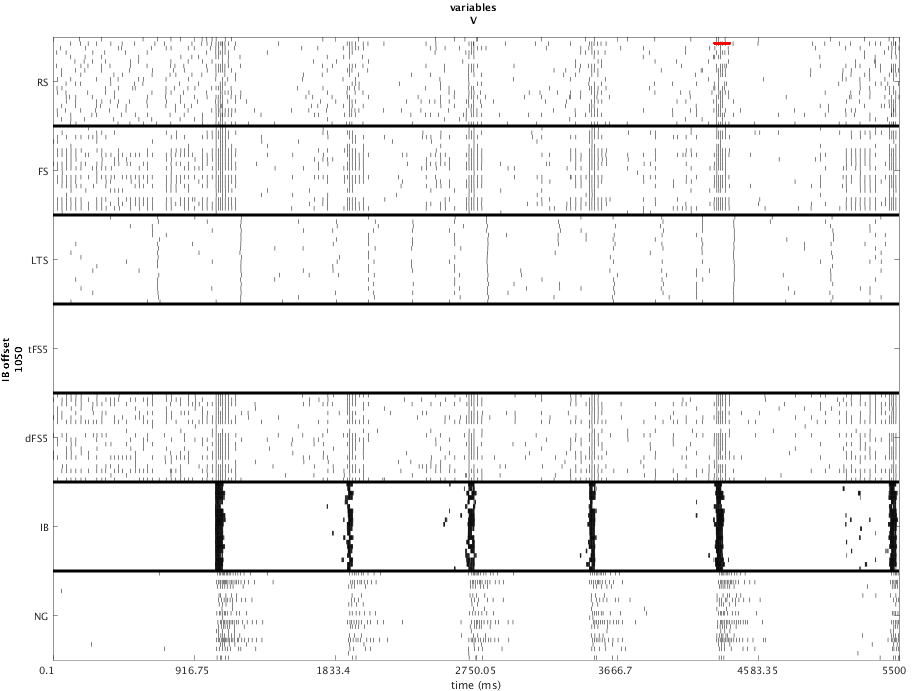 variables
V
RS
FS
LTS
tFS5
dFS5
IB
NG
IB offset
1050
0.1 916.75 1833.4 2750.05 3666.7 4583.35 5500
time (ms)